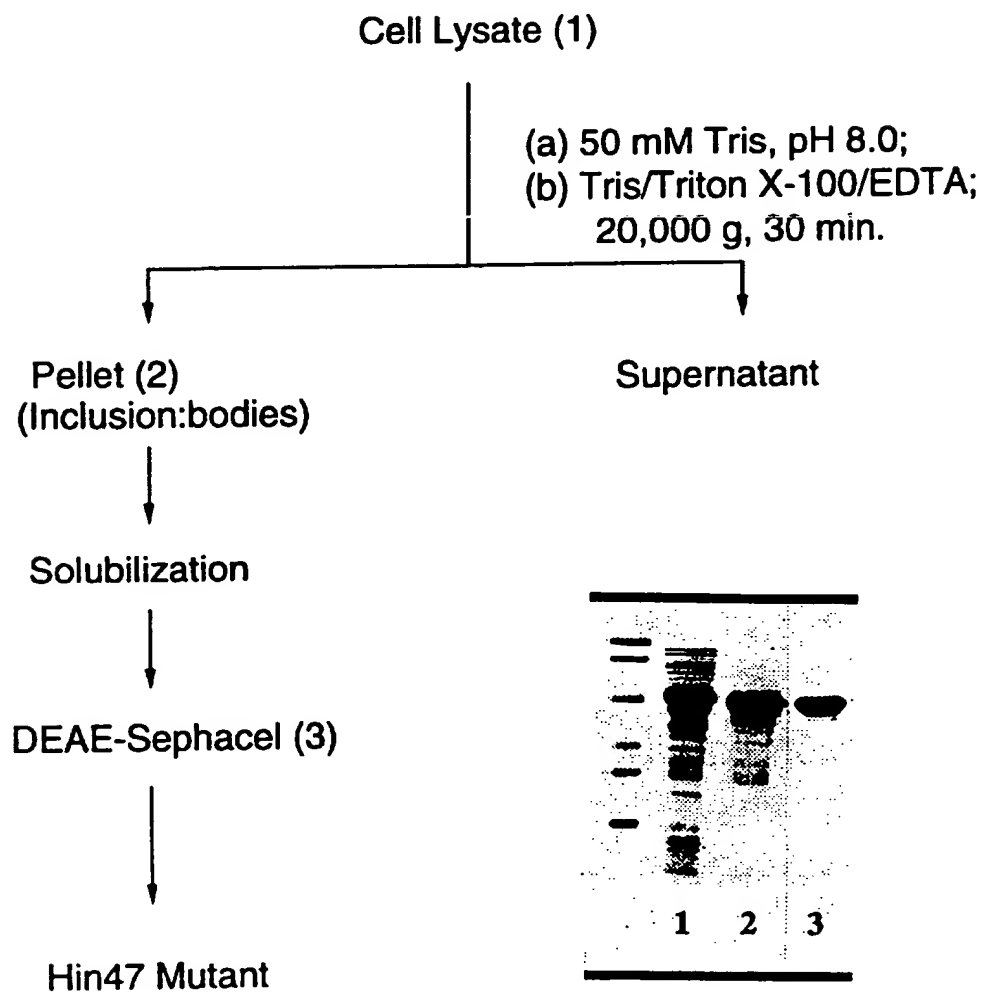 Cell Lysate (1)
(a) 50 mM Tris, pH 8.0;
(b) Tris/Triton X-100/EDTA;
20,000 g, 30 min.
Pellet (2)
(Inclusion:bodies)
Supernatant
Solubilization
DEAE-Sephacel (3)
1 2 3
Hin47 Mutant